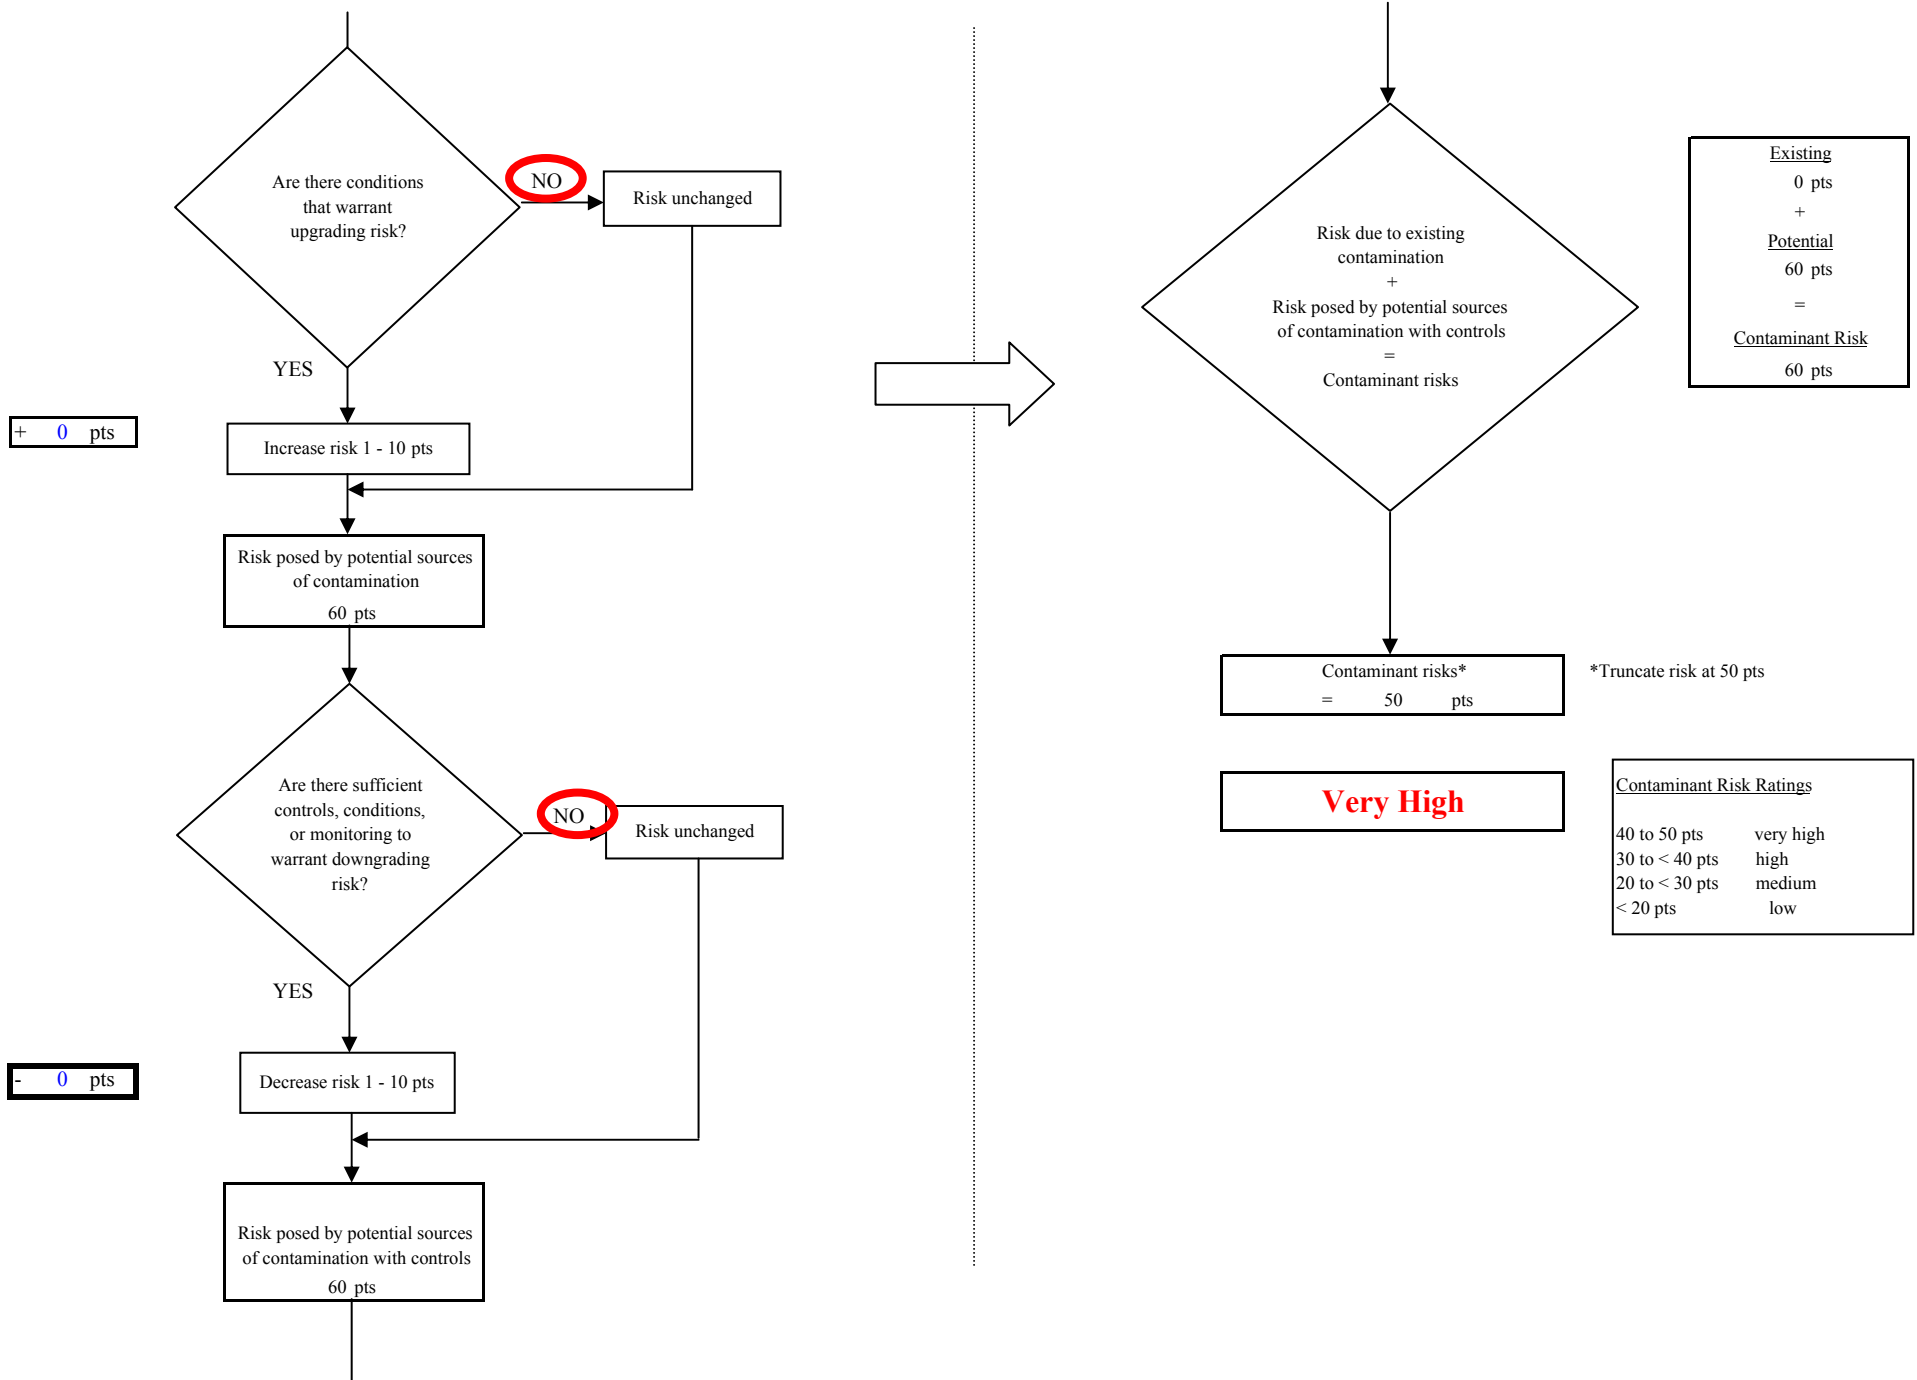 Are there conditions
that warrant
upgrading risk?
NO
Risk unchanged
YES
+ 0 pts
Increase risk 1 - 10 pts
Risk posed by potential sources
of contamination
60 pts
Are there sufficient
controls, conditions,
or monitoring to
warrant downgrading
risk?
NO
Risk unchanged
YES
- 0 pts
Decrease risk 1 - 10 pts
Risk posed by potential sources
of contamination with controls
60 pts
Risk due to existing
contamination
+
Risk posed by potential sources
of contamination with controls
=
Contaminant risks
Existing
0 pts
+
Potential
60 pts
=
Contaminant Risk
60 pts
Contaminant risks*
= 50 pts
*Truncate risk at 50 pts
Very High
Contaminant Risk Ratings
40 to 50 pts very high
30 to < 40 pts high
20 to < 30 pts medium
< 20 pts low